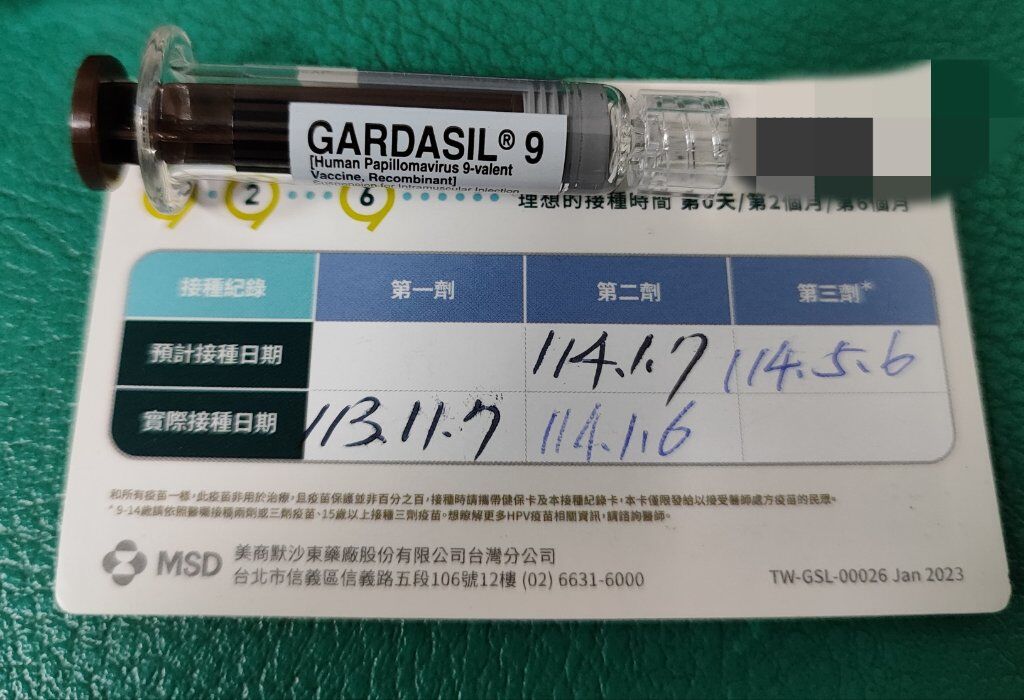 GARDASIL® 9
[Human Papillomavirus 9-valent
Vaccine, Recombinant]
Suspension for Intramuscular Injection
2 6
理想的接種時間 第0天/第2個月/第6個月
接種紀錄 第一劑 第二劑 第三劑*
預計接種日期 114.1.7 114.5.6
實際接種日期 113.11.7 114.1.6
和所有疫苗一樣,此疫苗非用於治療,且疫苗保護並非百分之百,接種時請攜帶健保卡及本接種紀錄卡,本卡僅限發給以接受醫師處方疫苗的民眾。
* 9-14歲請依照醫囑接種兩劑或三劑疫苗、15歲以上接種三劑疫苗。想瞭解更多HPV疫苗相關資訊,請諮詢醫師。
MSD 美商默沙東藥廠股份有限公司台灣分公司
台北市信義區信義路五段106號12樓 (02) 6631-6000
TW-GSL-00026 Jan 2023